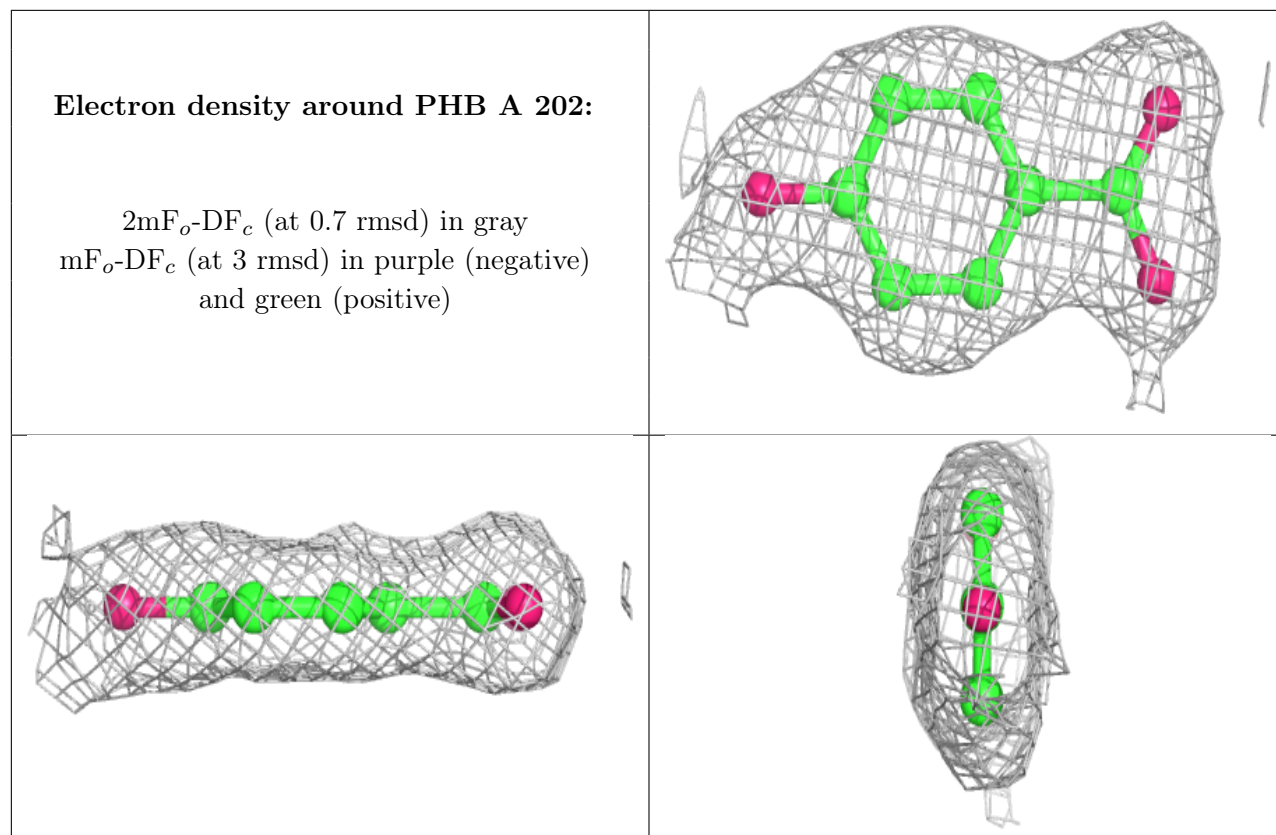 Electron density around PHB A 202:
2mFo-DFc (at 0.7 rmsd) in gray
mFo-DFc (at 3 rmsd) in purple (negative)
and green (positive)